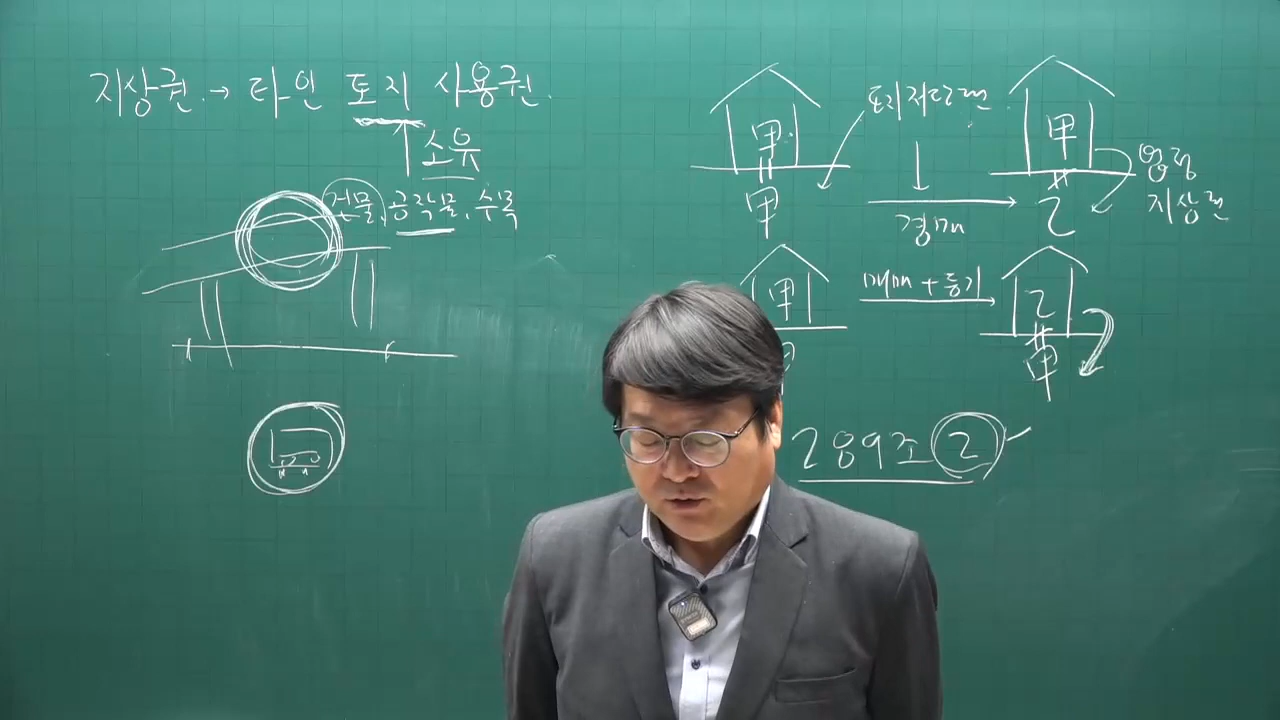 지상권 → 타인 토지 사용권.
소유
건물, 공작물, 수목
甲 토지저당권 甲
甲 경매 乙 법정 지상권
甲 매매 + 등기 乙
甲
289조 2